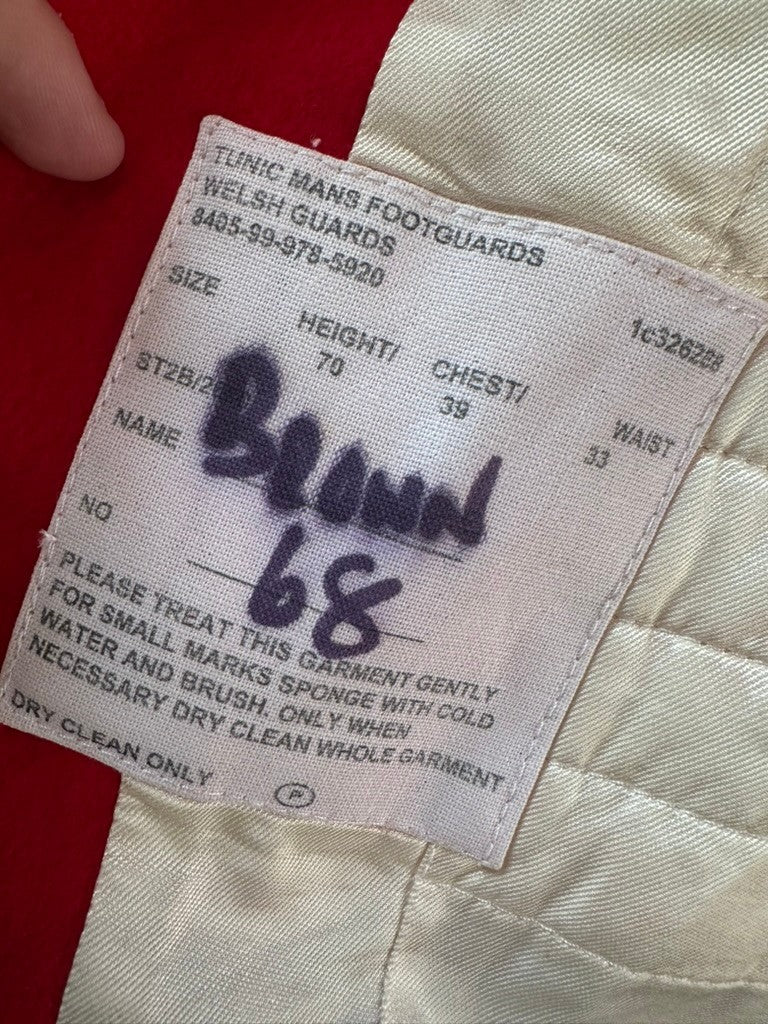 TUNIC MANS FOOTGUARDS
WELSH GUARDS
8405-99-978-5920
1c326288
SIZE HEIGHT/ CHEST/ WAIST
70 39 33
ST2B/2
NAME BROWN
NO 68
PLEASE TREAT THIS GARMENT GENTLY
FOR SMALL MARKS SPONGE WITH COLD
WATER AND BRUSH. ONLY WHEN
NECESSARY DRY CLEAN WHOLE GARMENT
DRY CLEAN ONLY P